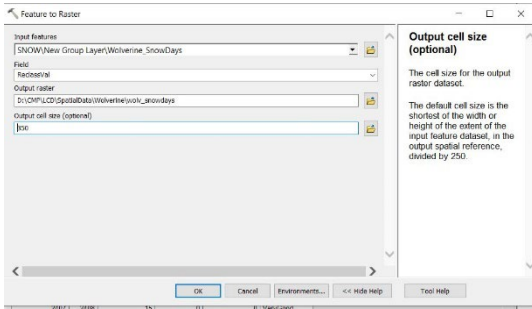 Feature to Raster
Input features
SNOW\New Group Layer\Wolverine_SnowDays
Field
ReclassVal
Output raster
D:\CMP\LCD\SpatialData\Wolverine\wolv_snowdays
Output cell size (optional)
Output cell size
(optional)
The cell size for the output
raster dataset.
The default cell size is the
shortest of the width or
height of the extent of the
input feature dataset, in the
output spatial reference,
divided by 250.
OK
Cancel
Environments...
<< Hide Help
Tool Help